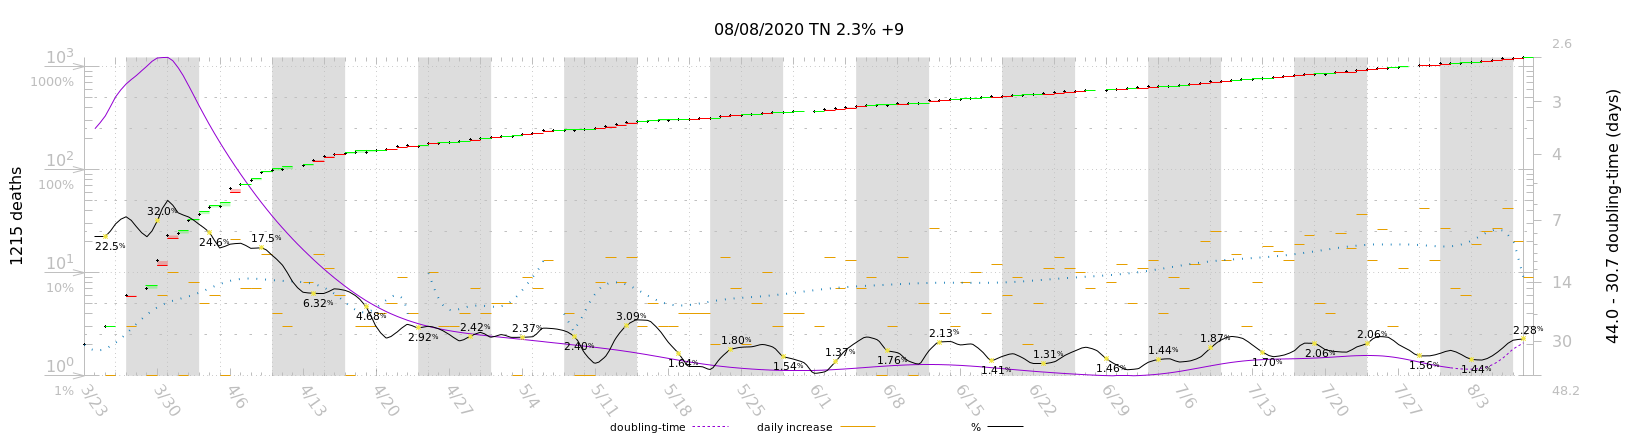 08/08/2020 TN 2.3% +9
10³ 2.6
1000%
3
10² 4
100%
7
10¹
10% 14
30
10⁰
1% 48.2
1215 deaths
44.0 - 30.7 doubling-time (days)
22.5% 32.0% 24.6% 17.5% 6.32% 4.68% 2.92% 2.42% 2.37% 2.40% 3.09% 1.64% 1.80% 1.54% 1.37% 1.76% 2.13% 1.41% 1.31% 1.46% 1.44% 1.87% 1.70% 2.06% 2.06% 1.56% 1.44% 2.28%
3/23 3/30 4/6 4/13 4/20 4/27 5/4 5/11 5/18 5/25 6/1 6/8 6/15 6/22 6/29 7/6 7/13 7/20 7/27 8/3
doubling-time daily increase %